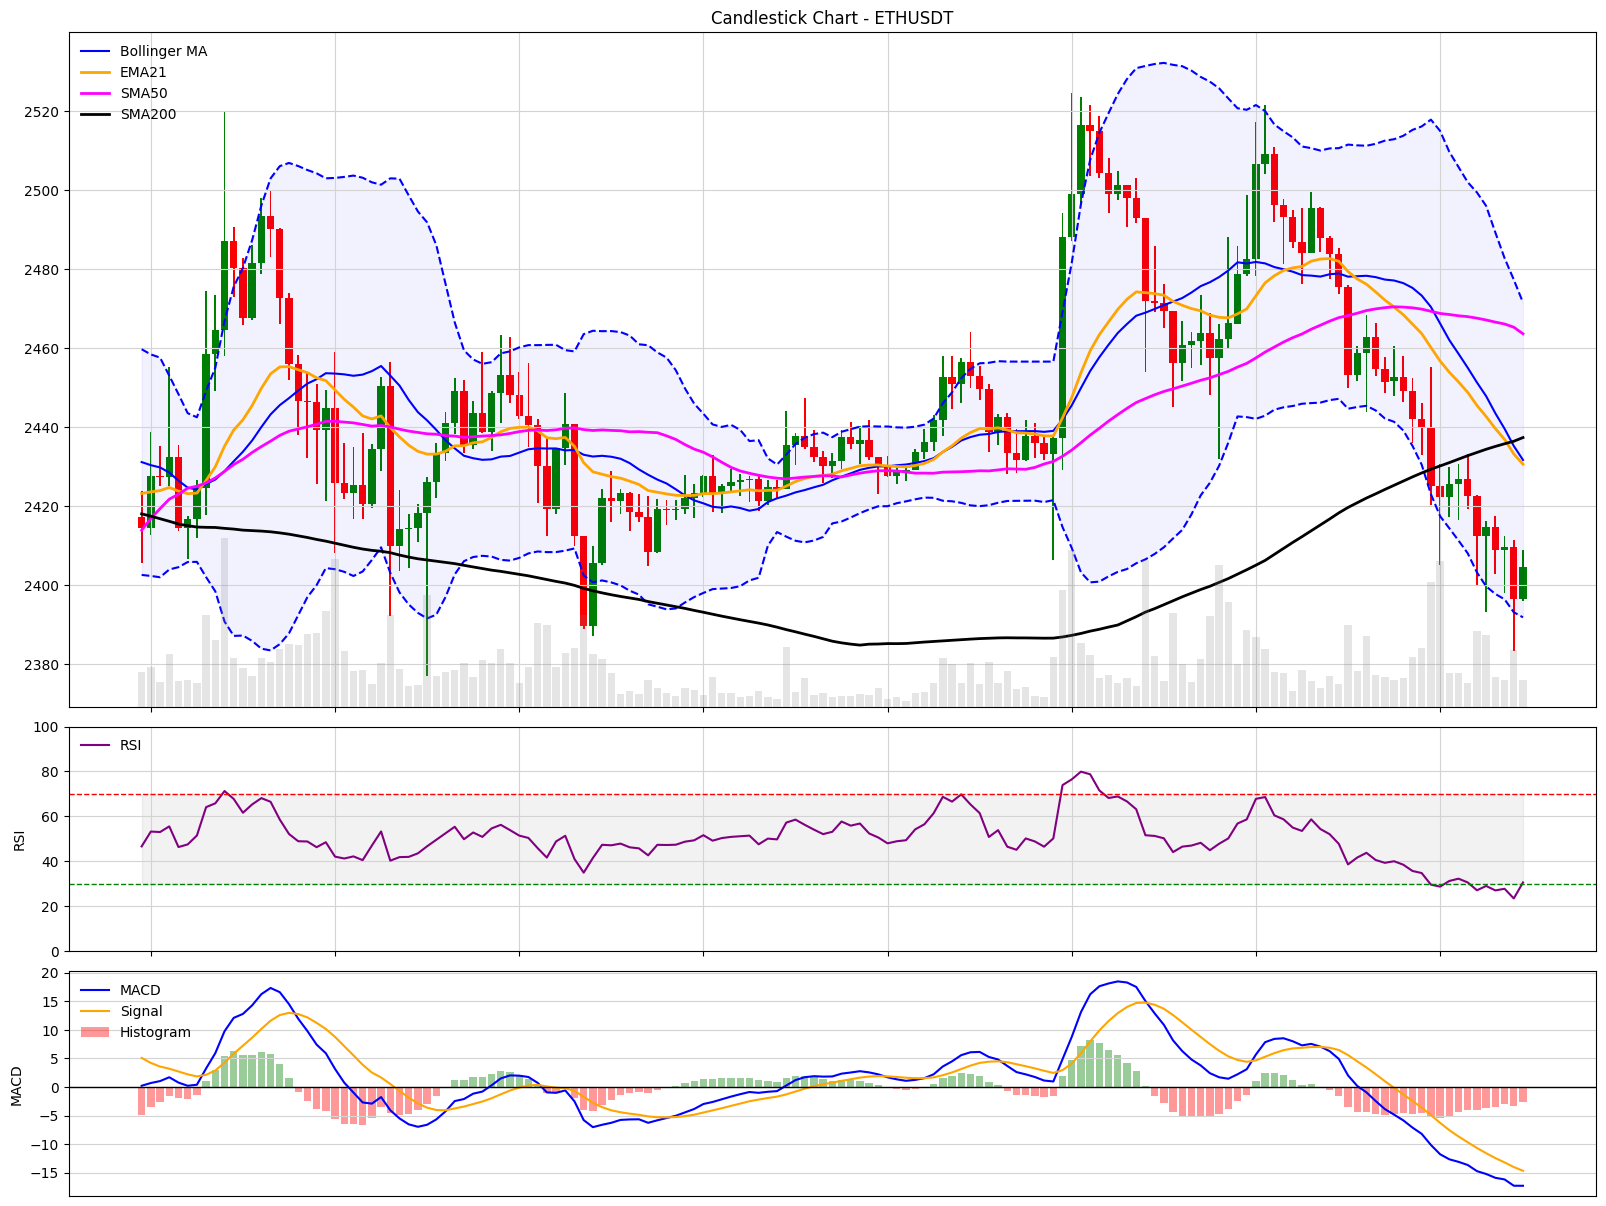 Candlestick Chart - ETHUSDT
Bollinger MA
EMA21
SMA50
SMA200
2520
2500
2480
2460
2440
2420
2400
2380
RSI
100
80
60
40
20
0
RSI
MACD
Signal
Histogram
20
15
10
5
0
−5
−10
−15
MACD